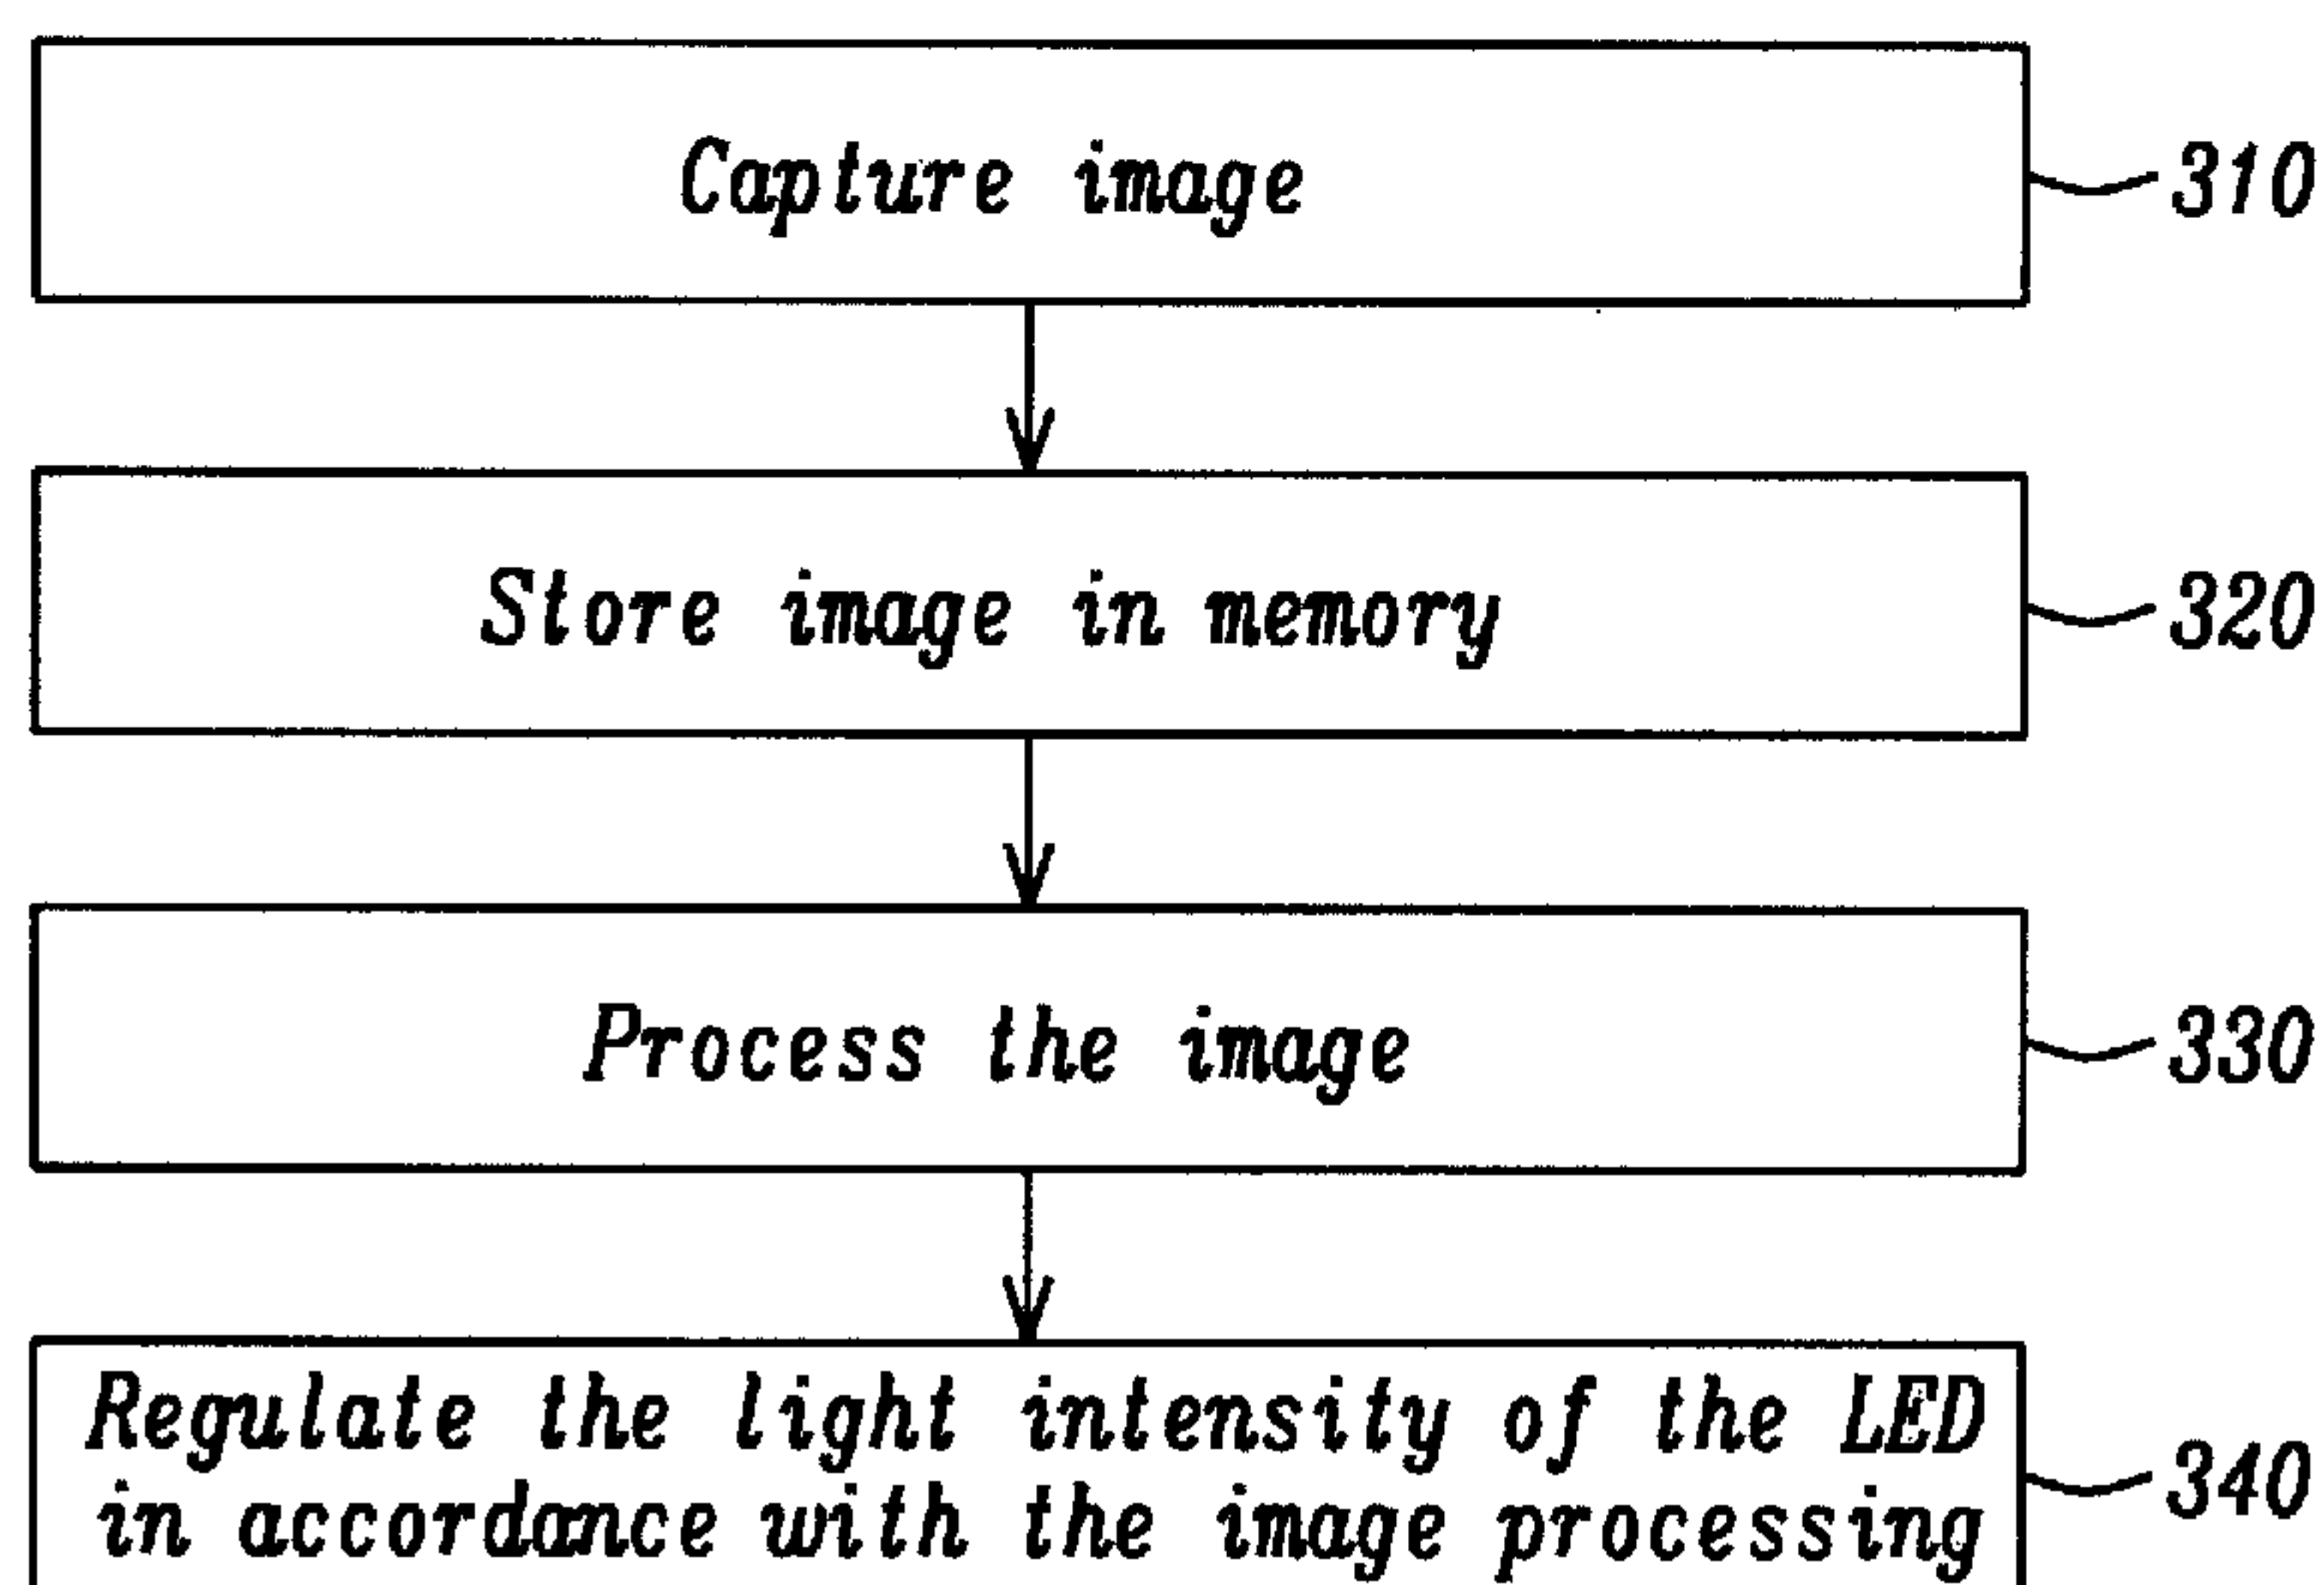 Capture image
310
Store image in memory
320
Process the image
330
Regulate the light intensity of the LED
in accordance with the image processing
340